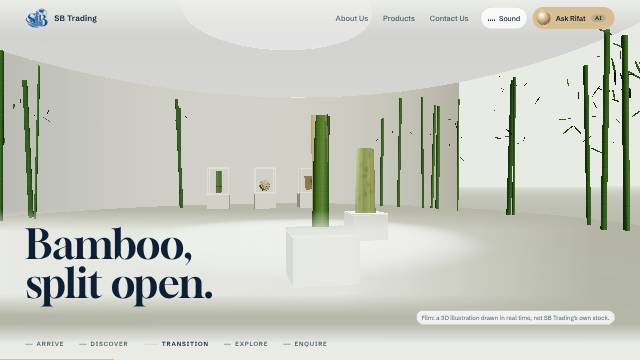 SB
SB Trading
About Us
Products
Contact Us
Sound
Ask Rifat
AI
Bamboo,
split open.
Film: a 3D illustration drawn in real time, not SB Trading's own stock.
ARRIVE
DISCOVER
TRANSITION
EXPLORE
ENQUIRE